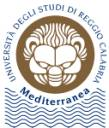 UNIVERSITÀ DEGLI STUDI DI REGGIO CALABRIA
Mediterranea